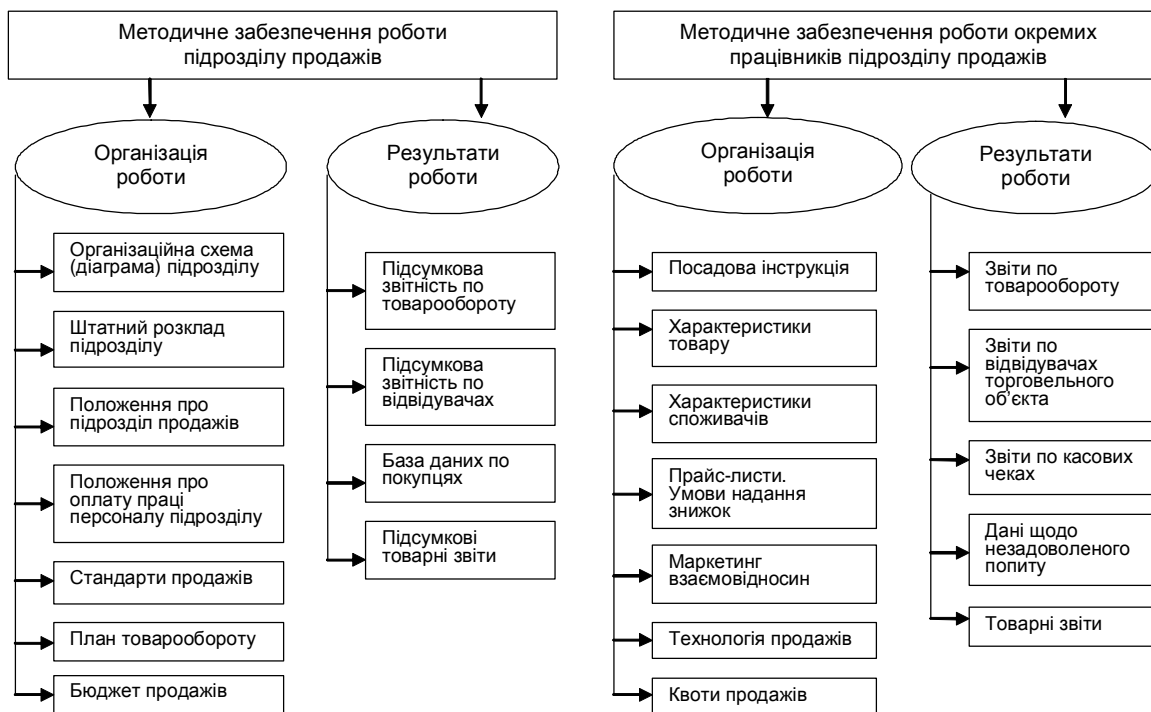 Методичне забезпечення роботи
підрозділу продажів
Організація
роботи
Організаційна схема
(діаграма) підрозділу
Штатний розклад
підрозділу
Положення про
підрозділ продажів
Положення про
оплату праці
персоналу підрозділу
Стандарти продажів
План товарообороту
Бюджет продажів
Результати
роботи
Підсумкова
звітність по
товарообороту
Підсумкова
звітність по
відвідувачах
База даних по
покупцях
Підсумкові
товарні звіти
Методичне забезпечення роботи окремих
працівників підрозділу продажів
Організація
роботи
Посадова інструкція
Характеристики
товару
Характеристики
споживачів
Прайс-листи.
Умови надання
знижок
Маркетинг
взаємовідносин
Технологія продажів
Квоти продажів
Результати
роботи
Звіти по
товарообороту
Звіти по
відвідувачах
торговельного
об’єкта
Звіти по касових
чеках
Дані щодо
незадоволеного
попиту
Товарні звіти